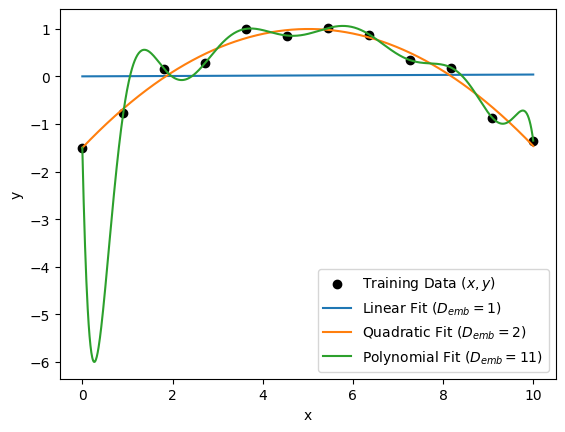 1
0
−1
−2
−3
−4
−5
−6
y
Training Data (x, y)
Linear Fit (D_emb = 1)
Quadratic Fit (D_emb = 2)
Polynomial Fit (D_emb = 11)
0 2 4 6 8 10
x